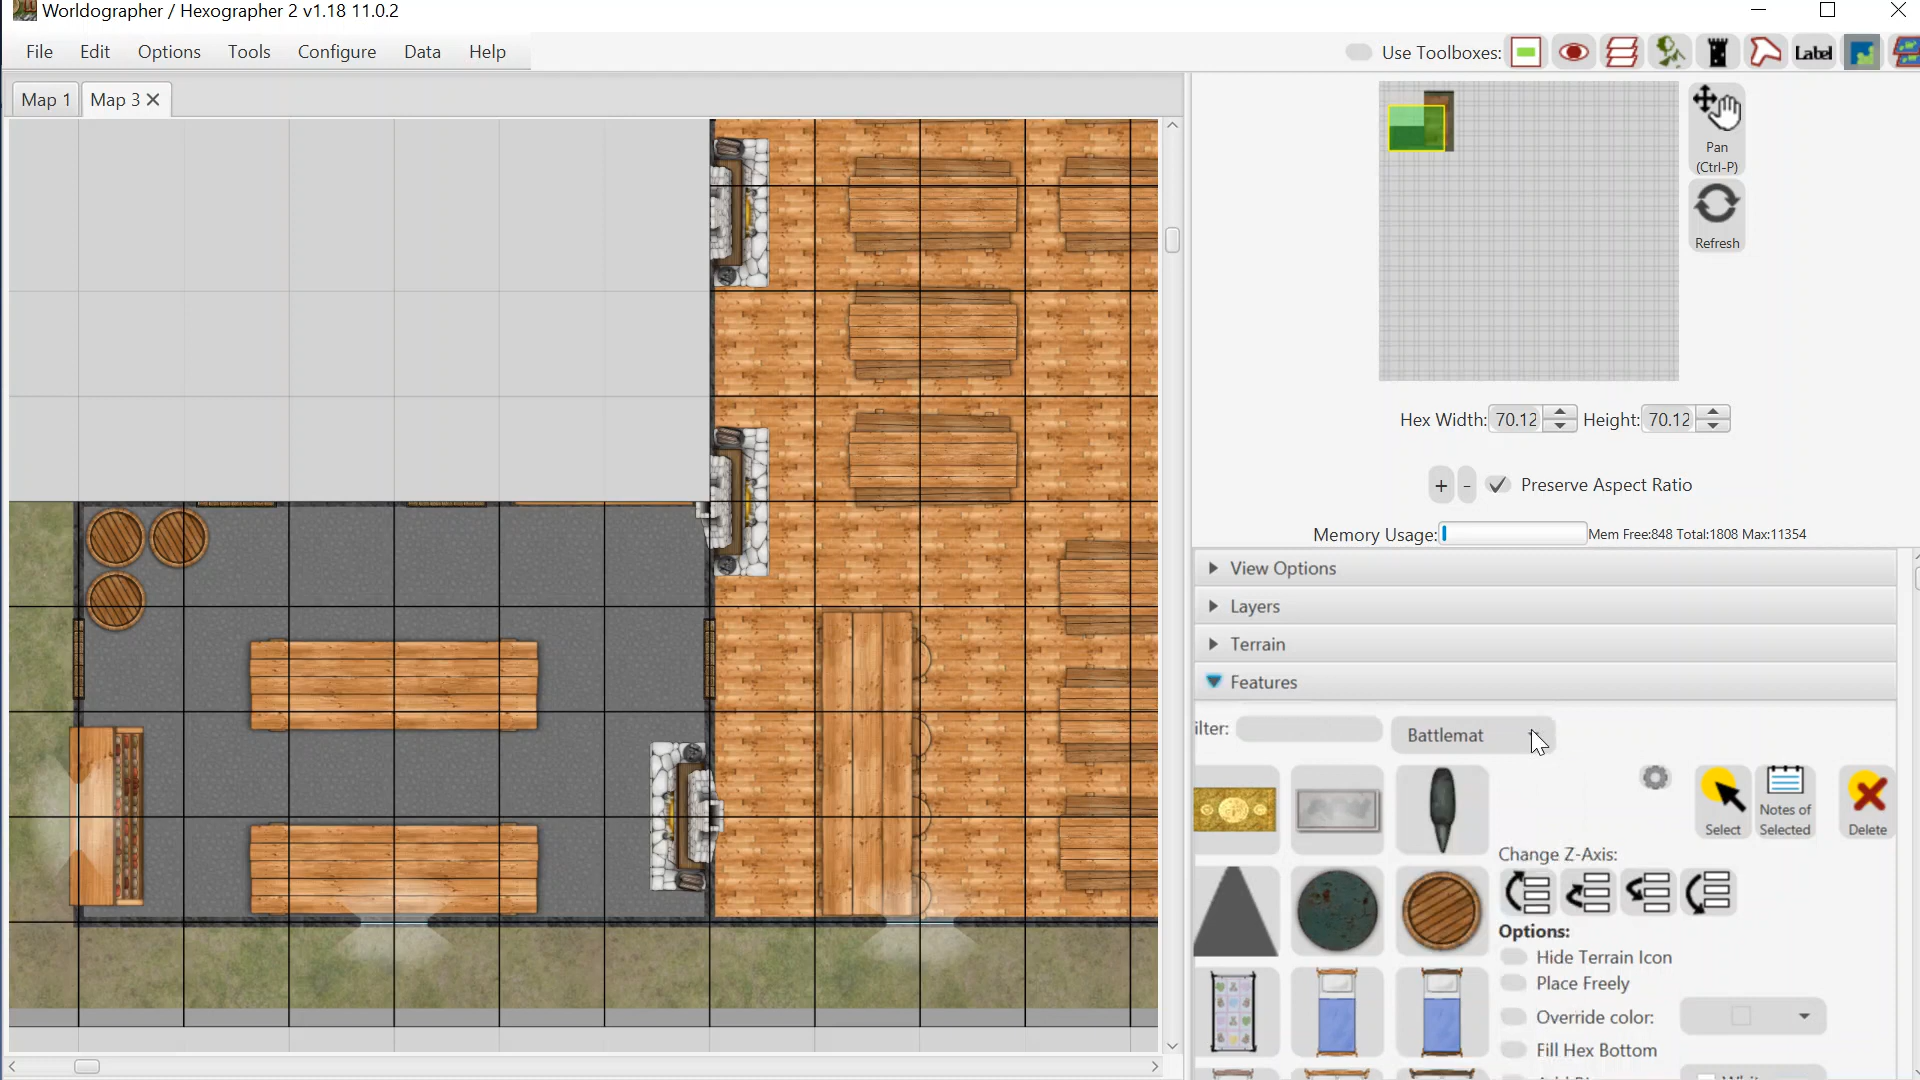 Worldographer / Hexographer 2 v1.18 11.0.2
File Edit Options Tools Configure Data Help
Use Toolboxes: Label
Map 1 Map 3
Pan
(Ctrl-P)
Refresh
Hex Width: 70.12 Height: 70.12
+ - Preserve Aspect Ratio
Memory Usage: Mem Free:848 Total:1808 Max:11354
View Options
Layers
Terrain
Features
ilter: Battlemat
Select
Notes of
Selected
Delete
Change Z-Axis:
Options:
Hide Terrain Icon
Place Freely
Override color:
Fill Hex Bottom